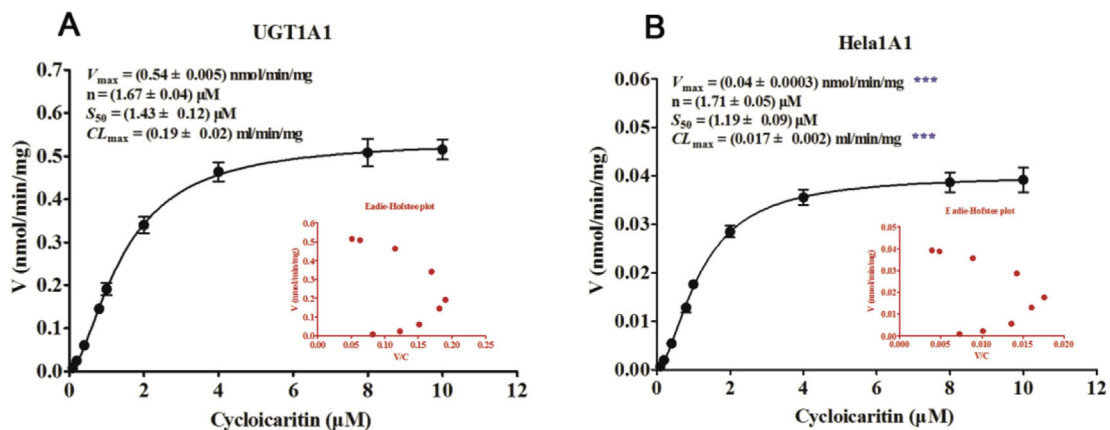 A
UGT1A1
Vmax = (0.54 ± 0.005) nmol/min/mg
n = (1.67 ± 0.04) μM
S50 = (1.43 ± 0.12) μM
CLmax = (0.19 ± 0.02) ml/min/mg
V (nmol/min/mg)
0.7
0.6
0.5
0.4
0.3
0.2
0.1
0.0
0 2 4 6 8 10 12
Cycloicaritin (μM)
Eadie-Hofstee plot
V (nmol/min/mg)
0.6
0.5
0.4
0.3
0.2
0.1
0.0
0.00 0.05 0.10 0.15 0.20 0.25
V/C
B
Hela1A1
Vmax = (0.04 ± 0.0003) nmol/min/mg ***
n = (1.71 ± 0.05) μM
S50 = (1.19 ± 0.09) μM
CLmax = (0.017 ± 0.002) ml/min/mg ***
V (nmol/min/mg)
0.06
0.05
0.04
0.03
0.02
0.01
0.00
0 2 4 6 8 10 12
Cycloicaritin (μM)
Eadie-Hofstee plot
V (nmol/min/mg)
0.05
0.04
0.03
0.02
0.01
0.00
0.000 0.005 0.010 0.015 0.020
V/C